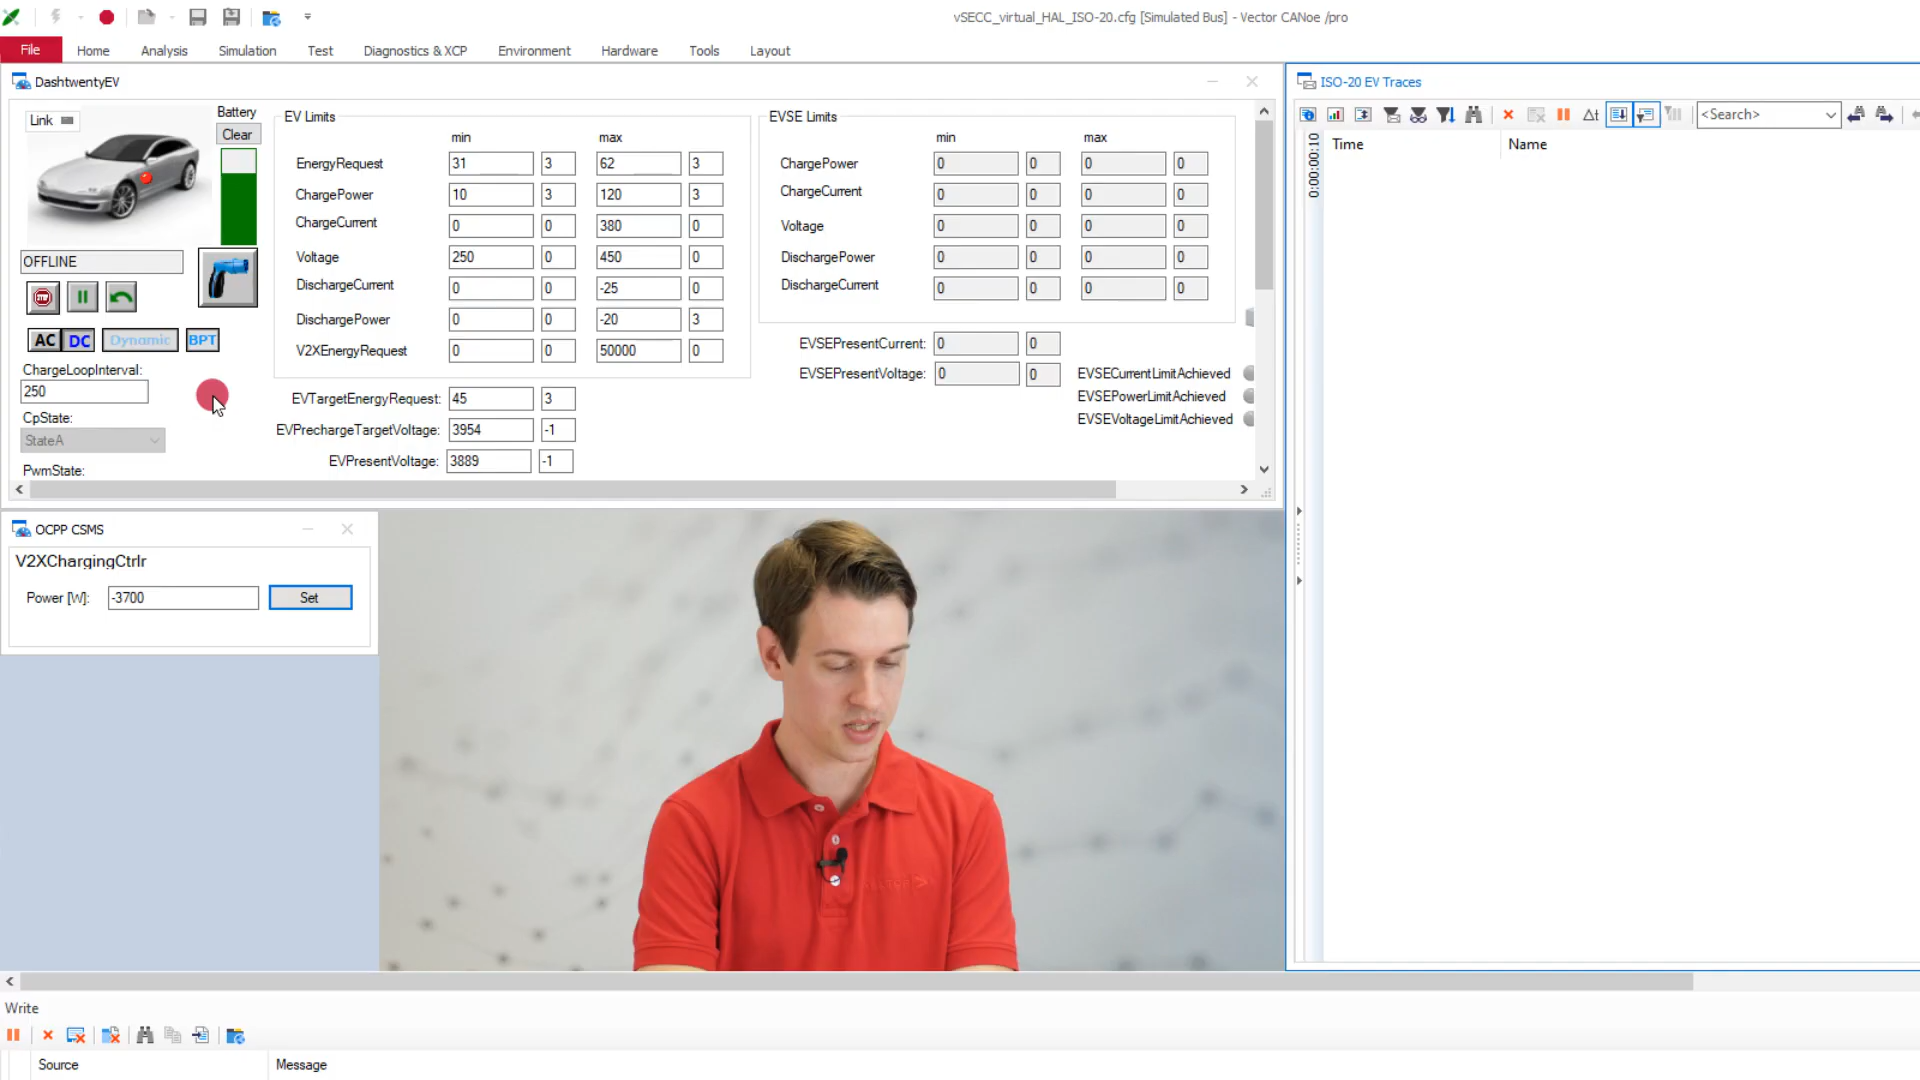 vSECC_virtual_HAL_ISO-20.cfg [Simulated Bus] - Vector CANoe /pro
File Home Analysis Simulation Test Diagnostics & XCP Environment Hardware Tools Layout
DashtwentyEV
Link
Battery
Clear
OFFLINE
STOP
AC DC Dynamic BPT
ChargeLoopInterval:
250
CpState:
StateA
PwmState:
EV Limits
min max
EnergyRequest 31 3 62 3
ChargePower 10 3 120 3
ChargeCurrent 0 0 380 0
Voltage 250 0 450 0
DischargeCurrent 0 0 -25 0
DischargePower 0 0 -20 3
V2XEnergyRequest 0 0 50000 0
EVTargetEnergyRequest: 45 3
EVPrechargeTargetVoltage: 3954 -1
EVPresentVoltage: 3889 -1
EVSE Limits
min max
ChargePower 0 0 0 0
ChargeCurrent 0 0 0 0
Voltage 0 0 0 0
DischargePower 0 0 0 0
DischargeCurrent 0 0 0 0
EVSEPresentCurrent: 0 0
EVSEPresentVoltage: 0 0
EVSECurrentLimitAchieved
EVSEPowerLimitAchieved
EVSEVoltageLimitAchieved
ISO-20 EV Traces
Δt <Search>
Time Name
0:00:00:10
OCPP CSMS
V2XChargingCtrlr
Power [W]: -3700 Set
Write
Source Message